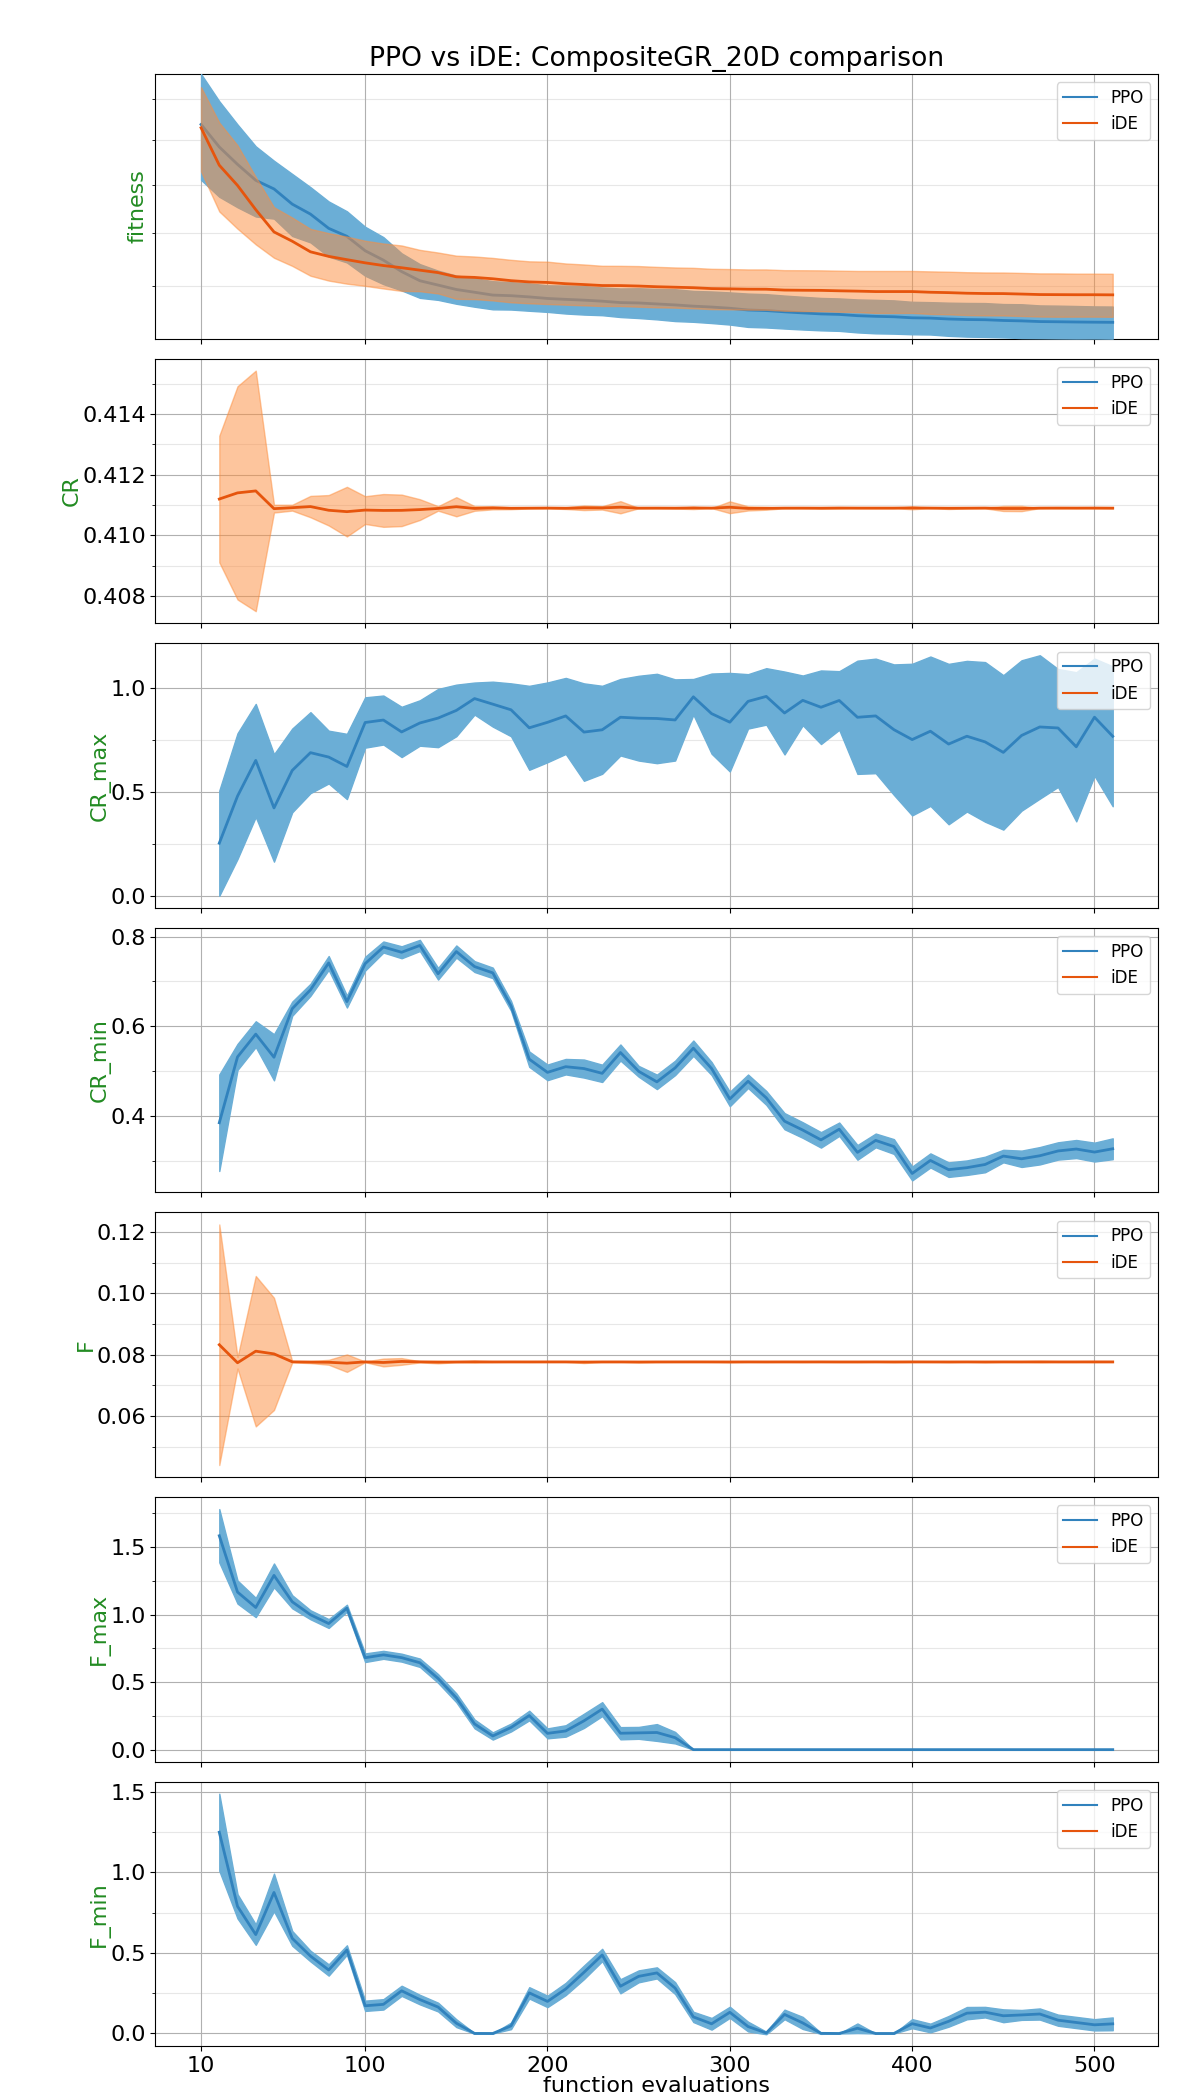 PPO vs iDE: CompositeGR_20D comparison
fitness
PPO
iDE
CR
0.414
0.412
0.410
0.408
PPO
iDE
CR_max
1.0
0.5
0.0
PPO
iDE
CR_min
0.8
0.6
0.4
PPO
iDE
F
0.12
0.10
0.08
0.06
PPO
iDE
F_max
1.5
1.0
0.5
0.0
PPO
iDE
F_min
1.5
1.0
0.5
0.0
PPO
iDE
10 100 200 300 400 500
function evaluations